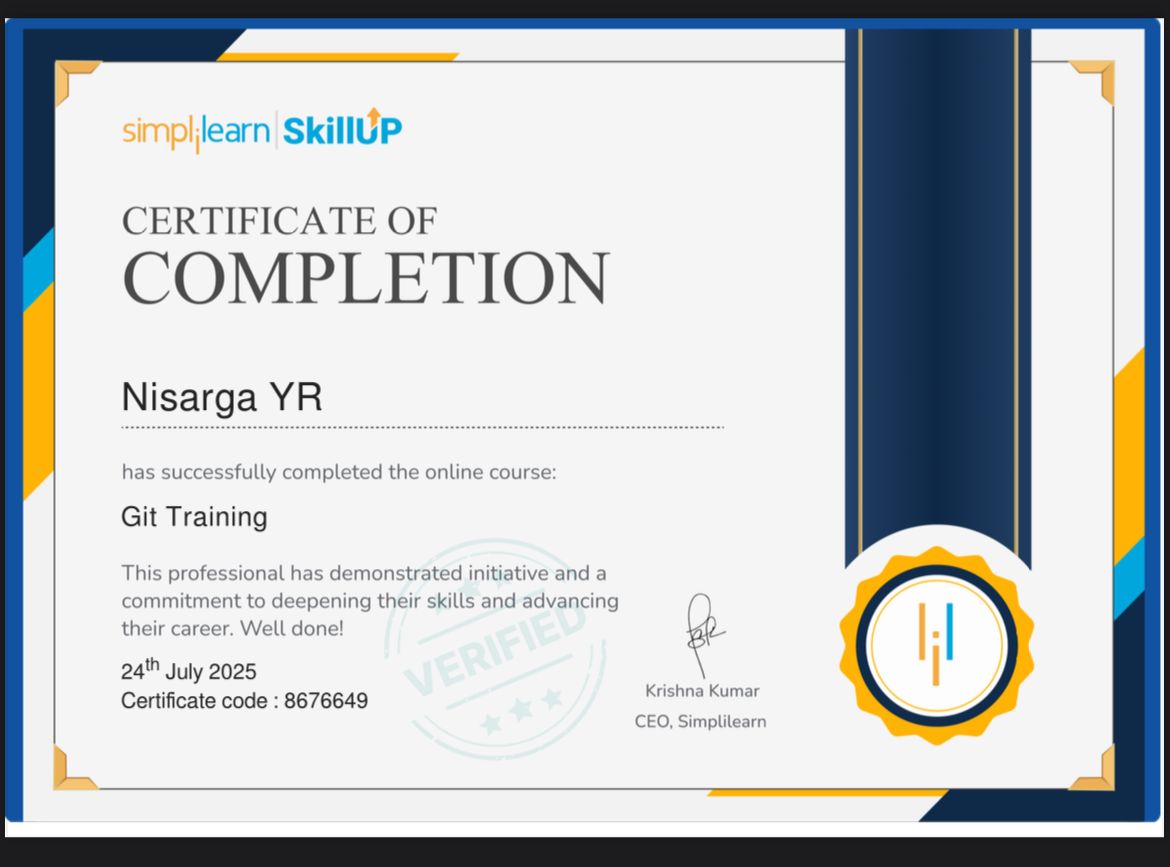 simplilearn | SkillUP
CERTIFICATE OF
COMPLETION
Nisarga YR
has successfully completed the online course:
Git Training
This professional has demonstrated initiative and a
commitment to deepening their skills and advancing
their career. Well done!
24th July 2025
Certificate code : 8676649
VERIFIED
Krishna Kumar
CEO, Simplilearn